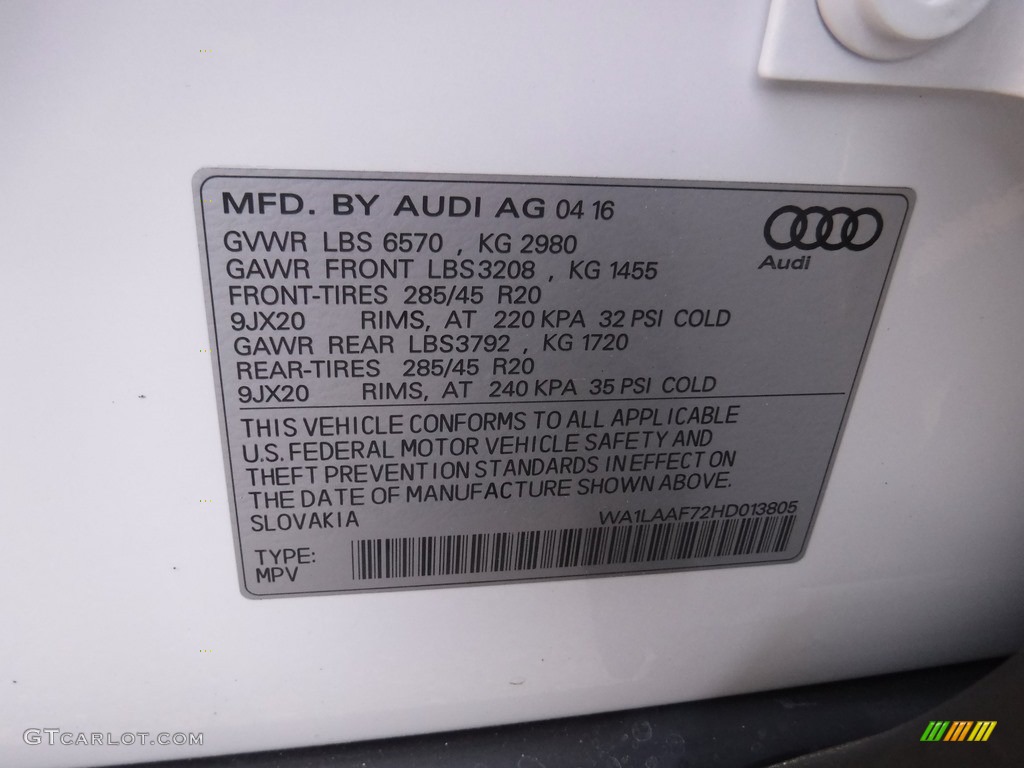 MFD. BY AUDI AG 04 16
GVWR LBS 6570 , KG 2980
GAWR FRONT LBS3208 , KG 1455
Audi
FRONT-TIRES 285/45 R20
9JX20 RIMS, AT 220 KPA 32 PSI COLD
GAWR REAR LBS3792 , KG 1720
REAR-TIRES 285/45 R20
9JX20 RIMS, AT 240 KPA 35 PSI COLD
THIS VEHICLE CONFORMS TO ALL APPLICABLE
U.S. FEDERAL MOTOR VEHICLE SAFETY AND
THEFT PREVENTION STANDARDS IN EFFECT ON
THE DATE OF MANUFACTURE SHOWN ABOVE.
SLOVAKIA WA1LAAF72HD013805
TYPE:
MPV
GTCARLOT.COM